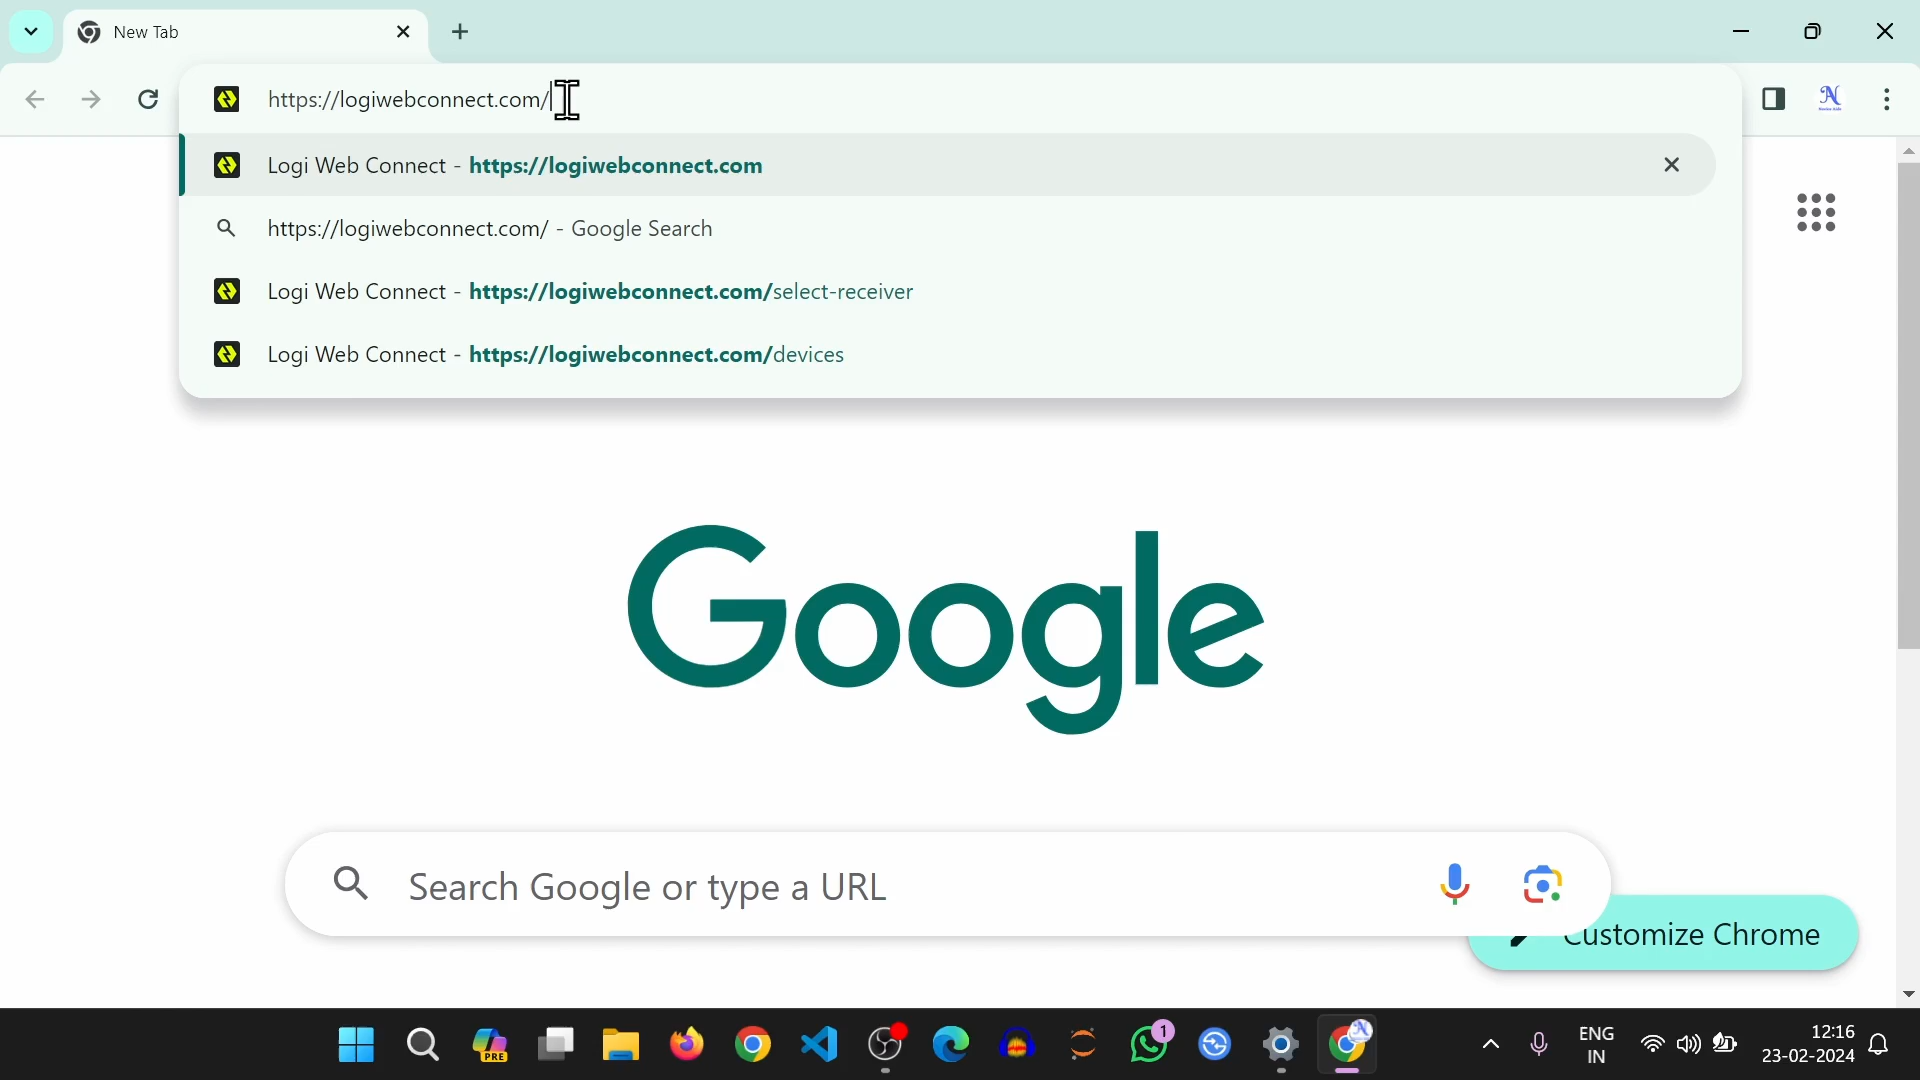 New Tab
https://logiwebconnect.com/
Logi Web Connect - https://logiwebconnect.com
https://logiwebconnect.com/ - Google Search
Logi Web Connect - https://logiwebconnect.com/select-receiver
Logi Web Connect - https://logiwebconnect.com/devices
Google
Search Google or type a URL
Customize Chrome
PRE
1
ENG
IN
12:16
23-02-2024